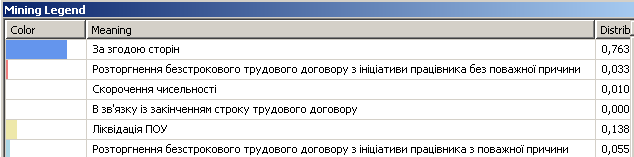 Mining Legend
Color Meaning Distrib
За згодою сторін 0,763
Розторгнення безстрокового трудового договору з ініціативи працівника без поважної причини 0,033
Скорочення чисельності 0,010
В зв'язку із закінченням строку трудового договору 0,000
Ліквідація ПОУ 0,138
Розторгнення безстрокового трудового договору з ініціативи працівника з поважної причини 0,055